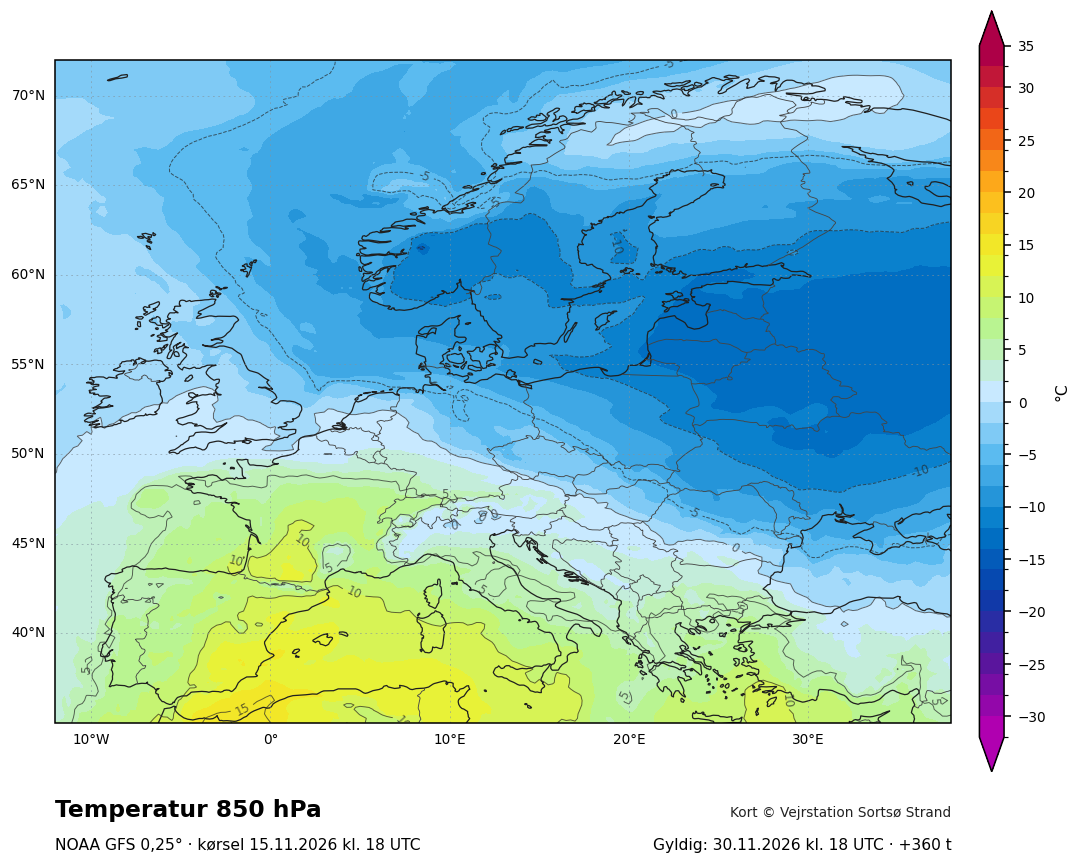 70°N
65°N
60°N
55°N
50°N
45°N
40°N
10°W
0°
10°E
20°E
30°E
35
30
25
20
15
10
5
0
−5
−10
−15
−20
−25
−30
°C
Temperatur 850 hPa
Kort © Vejrstation Sortsø Strand
NOAA GFS 0,25° · kørsel 15.11.2026 kl. 18 UTC
Gyldig: 30.11.2026 kl. 18 UTC · +360 t